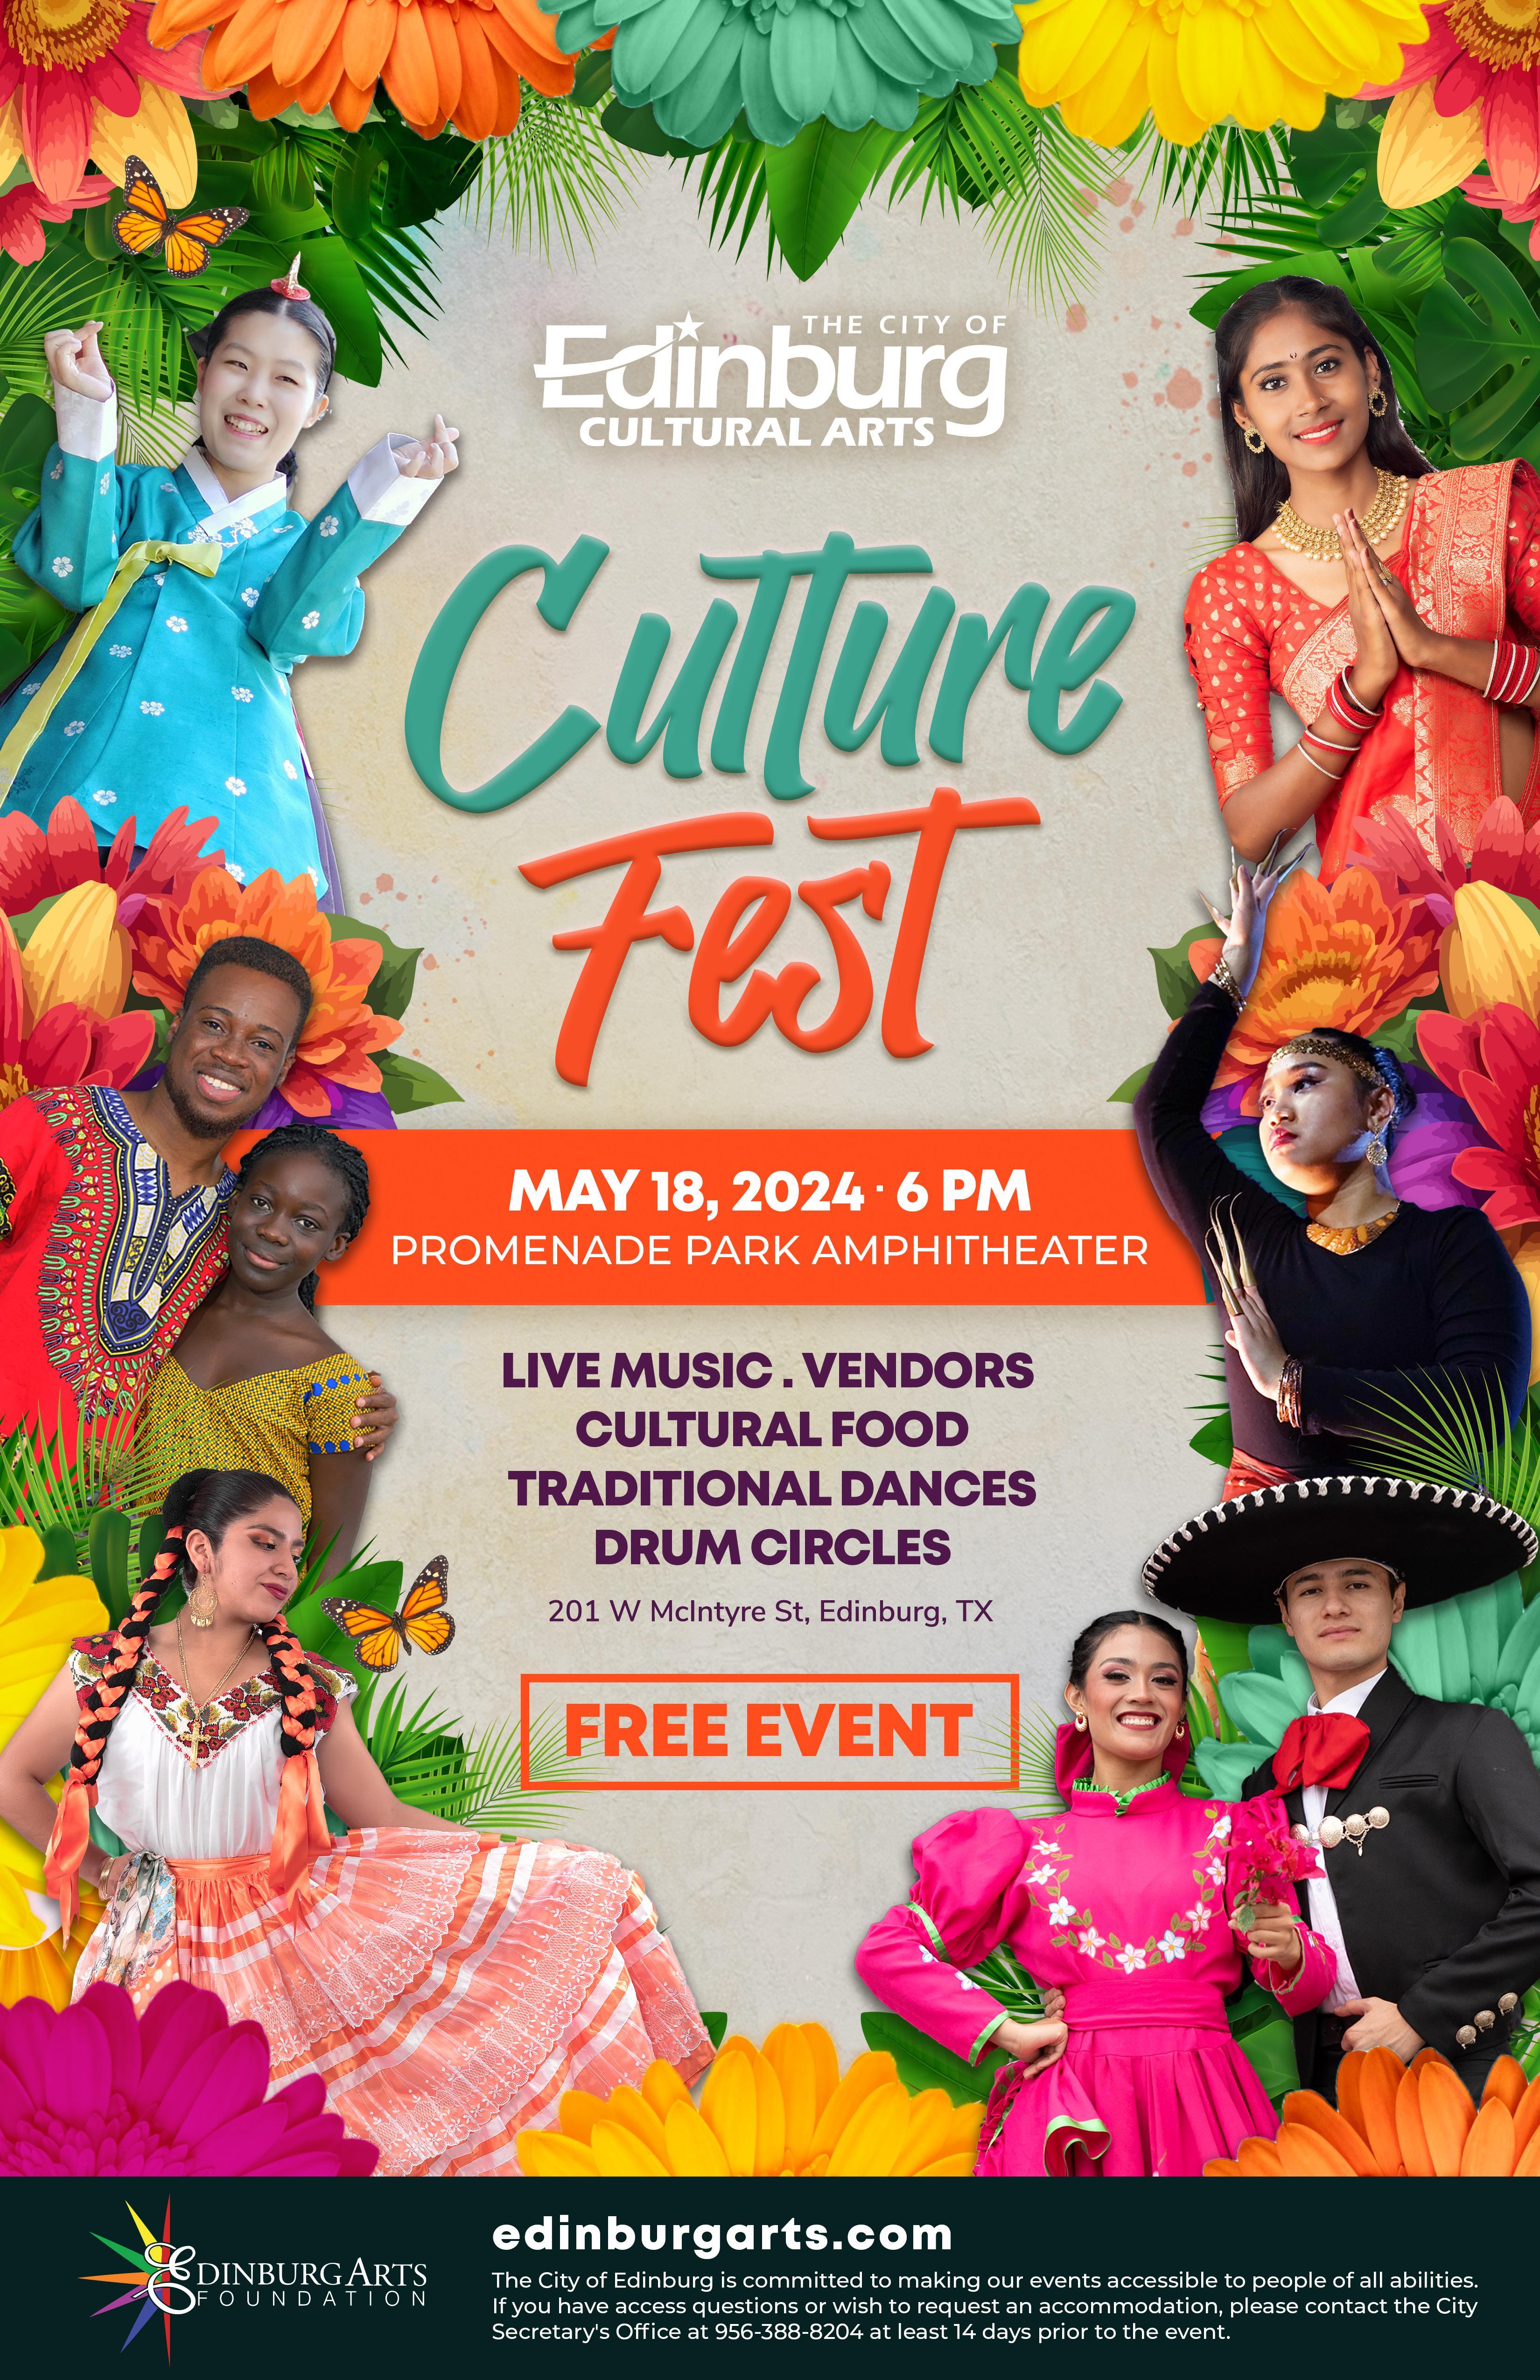 THE CITY OF
Edinburg
CULTURAL ARTS
Culture
Fest
MAY 18, 2024 · 6 PM
PROMENADE PARK AMPHITHEATER
LIVE MUSIC . VENDORS
CULTURAL FOOD
TRADITIONAL DANCES
DRUM CIRCLES
201 W McIntyre St, Edinburg, TX
FREE EVENT
EDINBURG ARTS
FOUNDATION
edinburgarts.com
The City of Edinburg is committed to making our events accessible to people of all abilities.
If you have access questions or wish to request an accommodation, please contact the City
Secretary's Office at 956-388-8204 at least 14 days prior to the event.